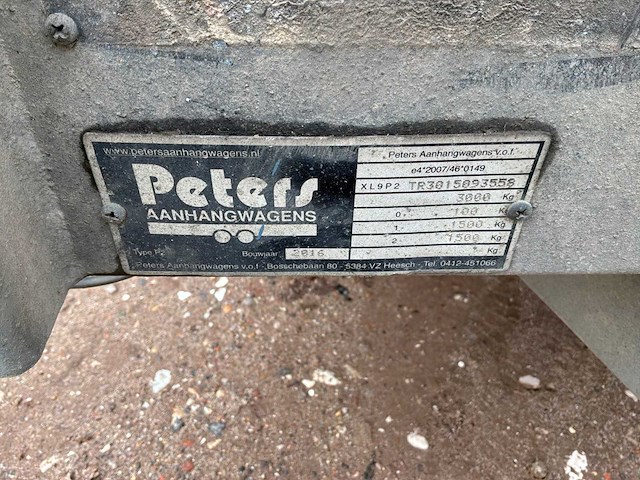 www.petersaanhangwagens.nl
Peters
AANHANGWAGENS
Type P2
Bouwjaar 2016
Peters Aanhangwagens v.o.f.
e4*2007/46*0149
XL9P2 TR3015093558
3000 Kg
0- 100 Kg
1- 1500 Kg
2- 1500 Kg
Kg
Peters Aanhangwagens v.o.f. - Bosschebaan 80 - 5384 VZ Heesch - Tel. 0412-451066